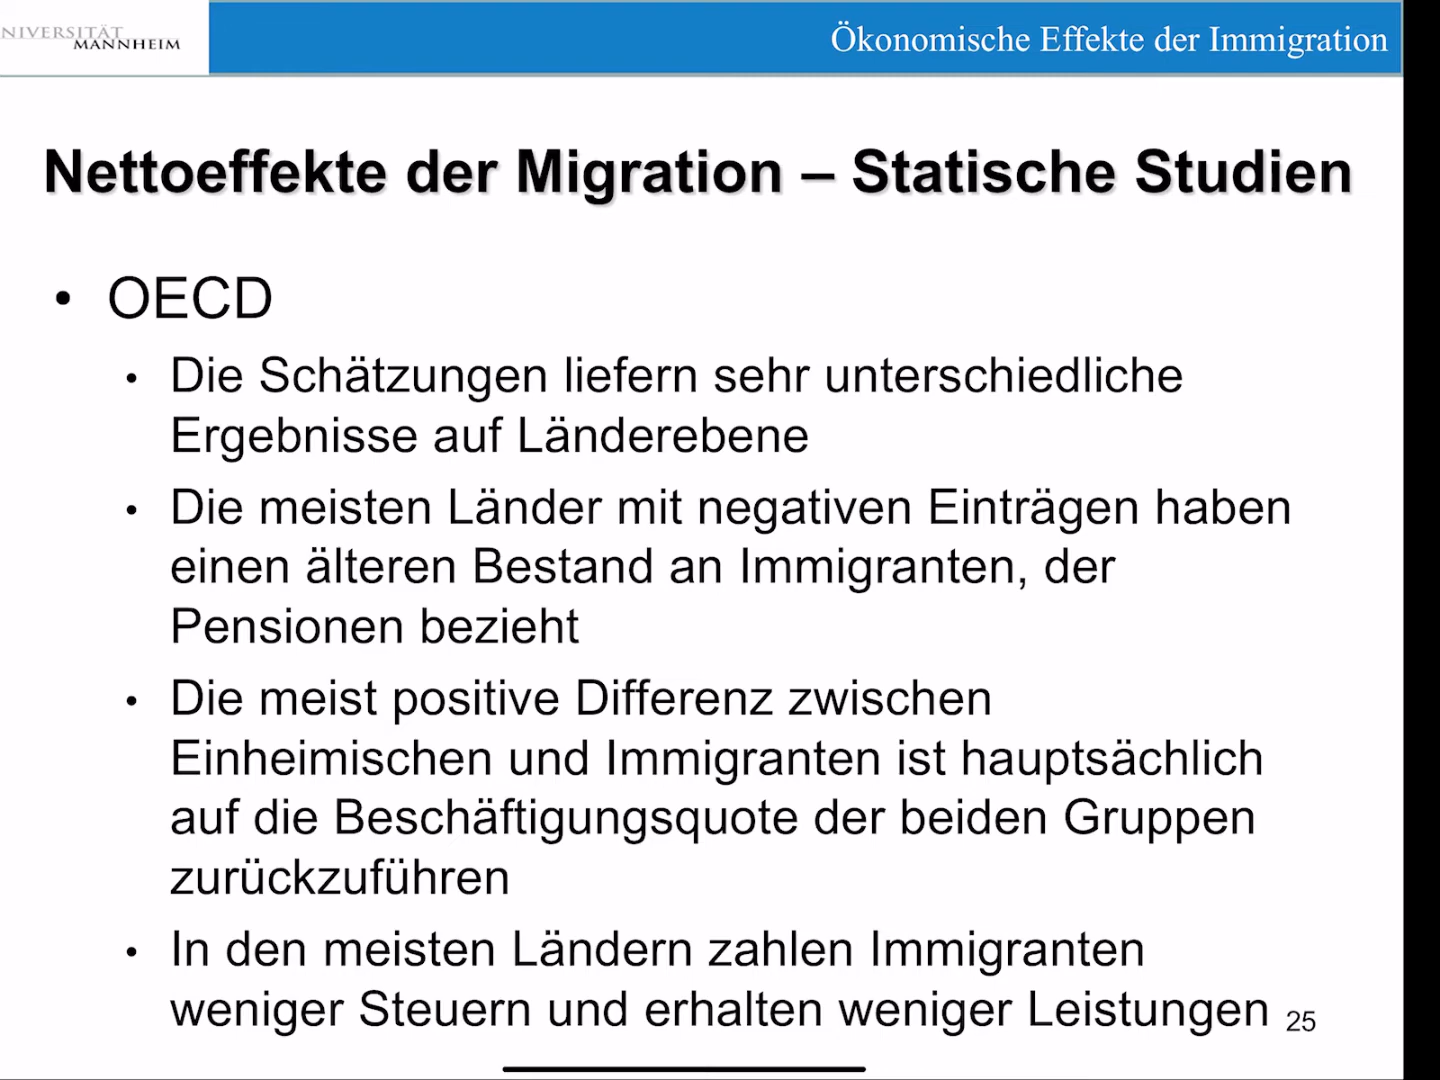 NIVERSITÄT
MANNHEIM
Ökonomische Effekte der Immigration
Nettoeffekte der Migration – Statische Studien
• OECD
• Die Schätzungen liefern sehr unterschiedliche
Ergebnisse auf Länderebene
• Die meisten Länder mit negativen Einträgen haben
einen älteren Bestand an Immigranten, der
Pensionen bezieht
• Die meist positive Differenz zwischen
Einheimischen und Immigranten ist hauptsächlich
auf die Beschäftigungsquote der beiden Gruppen
zurückzuführen
• In den meisten Ländern zahlen Immigranten
weniger Steuern und erhalten weniger Leistungen
25